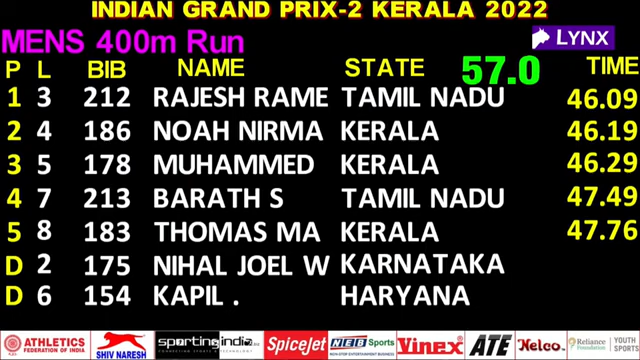 INDIAN GRAND PRIX-2 KERALA 2022
MENS 400m Run
LYNX
P L BIB NAME STATE 57.0 TIME
1 3 212 RAJESH RAME TAMIL NADU 46.09
2 4 186 NOAH NIRMA KERALA 46.19
3 5 178 MUHAMMED KERALA 46.29
4 7 213 BARATH S TAMIL NADU 47.49
5 8 183 THOMAS MA KERALA 47.76
D 2 175 NIHAL JOEL W KARNATAKA
D 6 154 KAPIL . HARYANA
ATHLETICS FEDERATION OF INDIA SHIV NARESH sportingindia SpiceJet NEB Sports Vinex ATE Nelco Reliance Foundation YOUTH SPORTS